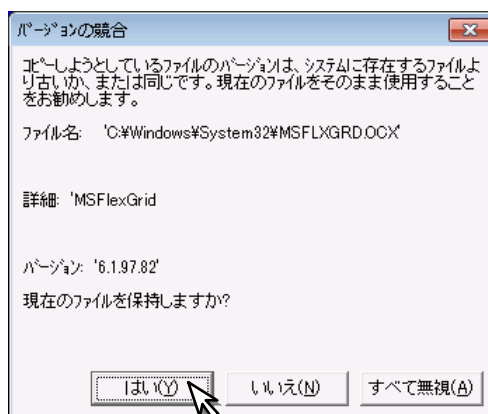 ﾊﾞｰｼﾞｮﾝの競合
ｺﾋﾟｰしようとしているﾌｧｲﾙのﾊﾞｰｼﾞｮﾝは、ｼｽﾃﾑに存在するﾌｧｲﾙよ
り古いか、または同じです。現在のﾌｧｲﾙをそのまま使用すること
をお勧めします。
ﾌｧｲﾙ名: 'C:¥Windows¥System32¥MSFLXGRD.OCX'
詳細: 'MSFlexGrid
ﾊﾞｰｼﾞｮﾝ: '6.1.97.82'
現在のﾌｧｲﾙを保持しますか?
はい(Y) いいえ(N) すべて無視(A)